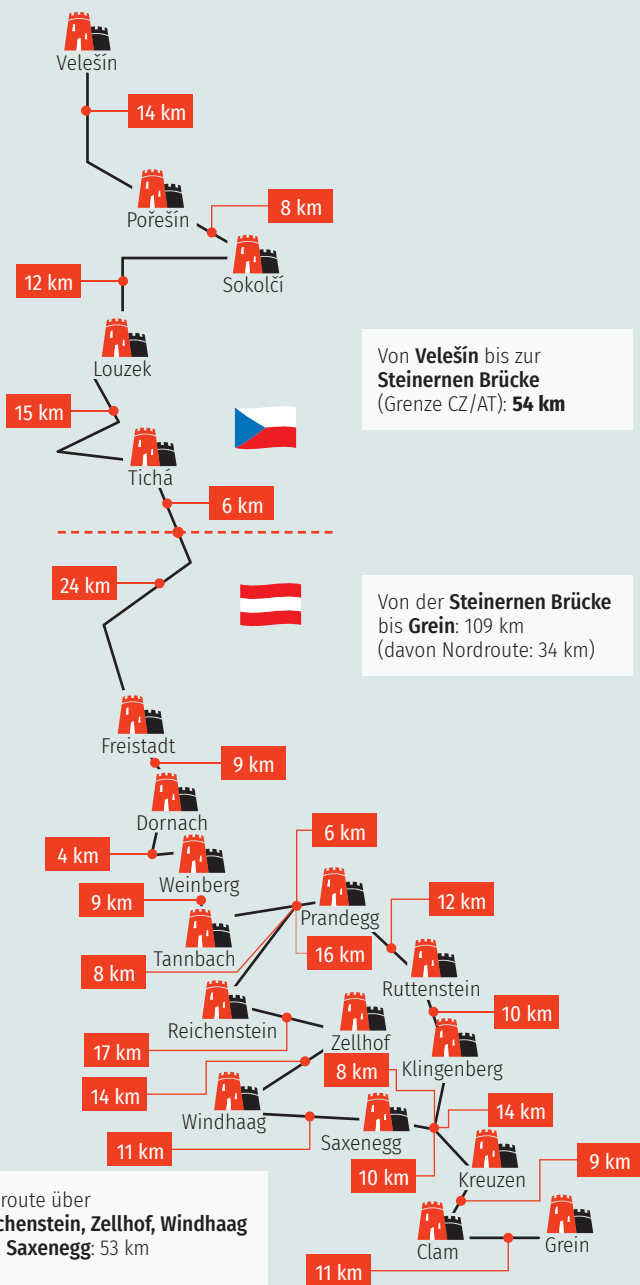 Velešín
14 km
Pořešín
8 km
Sokolčí
12 km
Louzek
Von Velešín bis zur
Steinernen Brücke
(Grenze CZ/AT): 54 km
15 km
Tichá
6 km
24 km
Von der Steinernen Brücke
bis Grein: 109 km
(davon Nordroute: 34 km)
Freistadt
9 km
Dornach
6 km
4 km
Weinberg
9 km
Prandegg
12 km
Tannbach
16 km
8 km
Ruttenstein
Reichenstein
10 km
Zellhof
17 km
Klingenberg
8 km
14 km
Windhaag
14 km
Saxenegg
11 km
10 km
Kreuzen
9 km
route über
chenstein, Zellhof, Windhaag
Saxenegg: 53 km
Clam
Grein
11 km